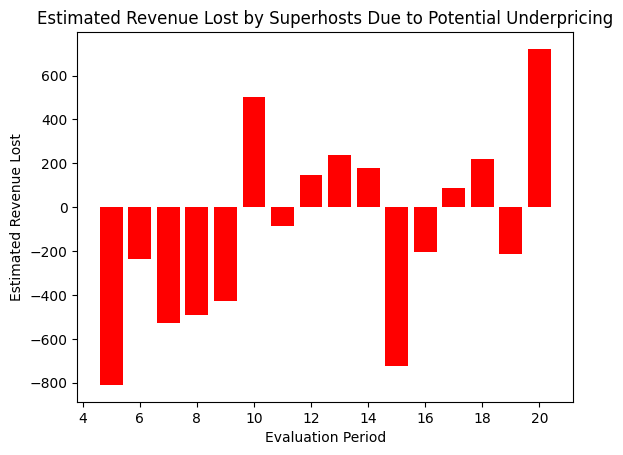 Estimated Revenue Lost by Superhosts Due to Potential Underpricing
600
400
200
0
−200
−400
−600
−800
Estimated Revenue Lost
4 6 8 10 12 14 16 18 20
Evaluation Period